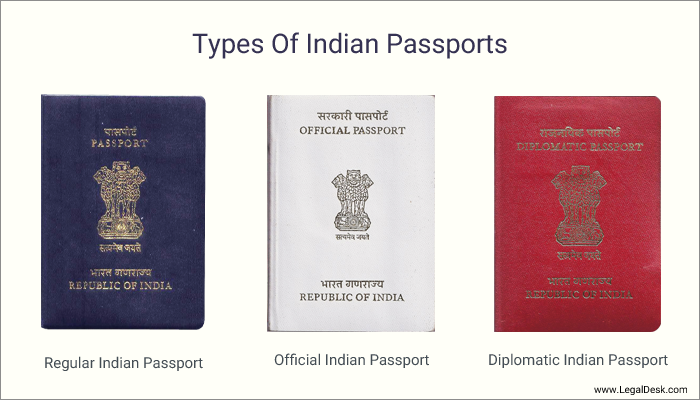 Types Of Indian Passports
पासपोर्ट
PASSPORT
सत्यमेव जयते
भारत गणराज्य
REPUBLIC OF INDIA
Regular Indian Passport
सरकारी पासपोर्ट
OFFICIAL PASSPORT
सत्यमेव जयते
भारत गणराज्य
REPUBLIC OF INDIA
Official Indian Passport
राजनयिक पासपोर्ट
DIPLOMATIC PASSPORT
सत्यमेव जयते
भारत गणराज्य
REPUBLIC OF INDIA
Diplomatic Indian Passport
www.LegalDesk.com